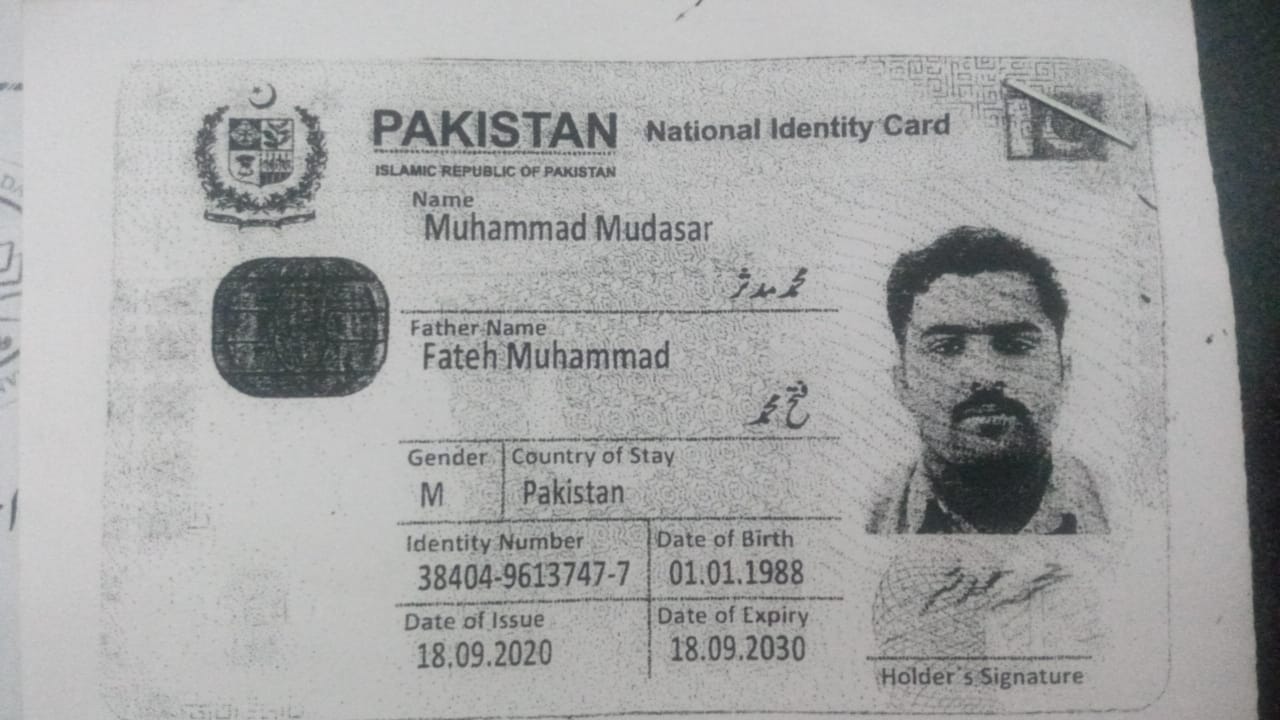 PAKISTAN National Identity Card
ISLAMIC REPUBLIC OF PAKISTAN
Name
Muhammad Mudasar
محمد مدثر
Father Name
Fateh Muhammad
فتح محمد
Gender Country of Stay
M Pakistan
Identity Number Date of Birth
38404-9613747-7 01.01.1988
Date of Issue Date of Expiry
18.09.2020 18.09.2030
Holder's Signature